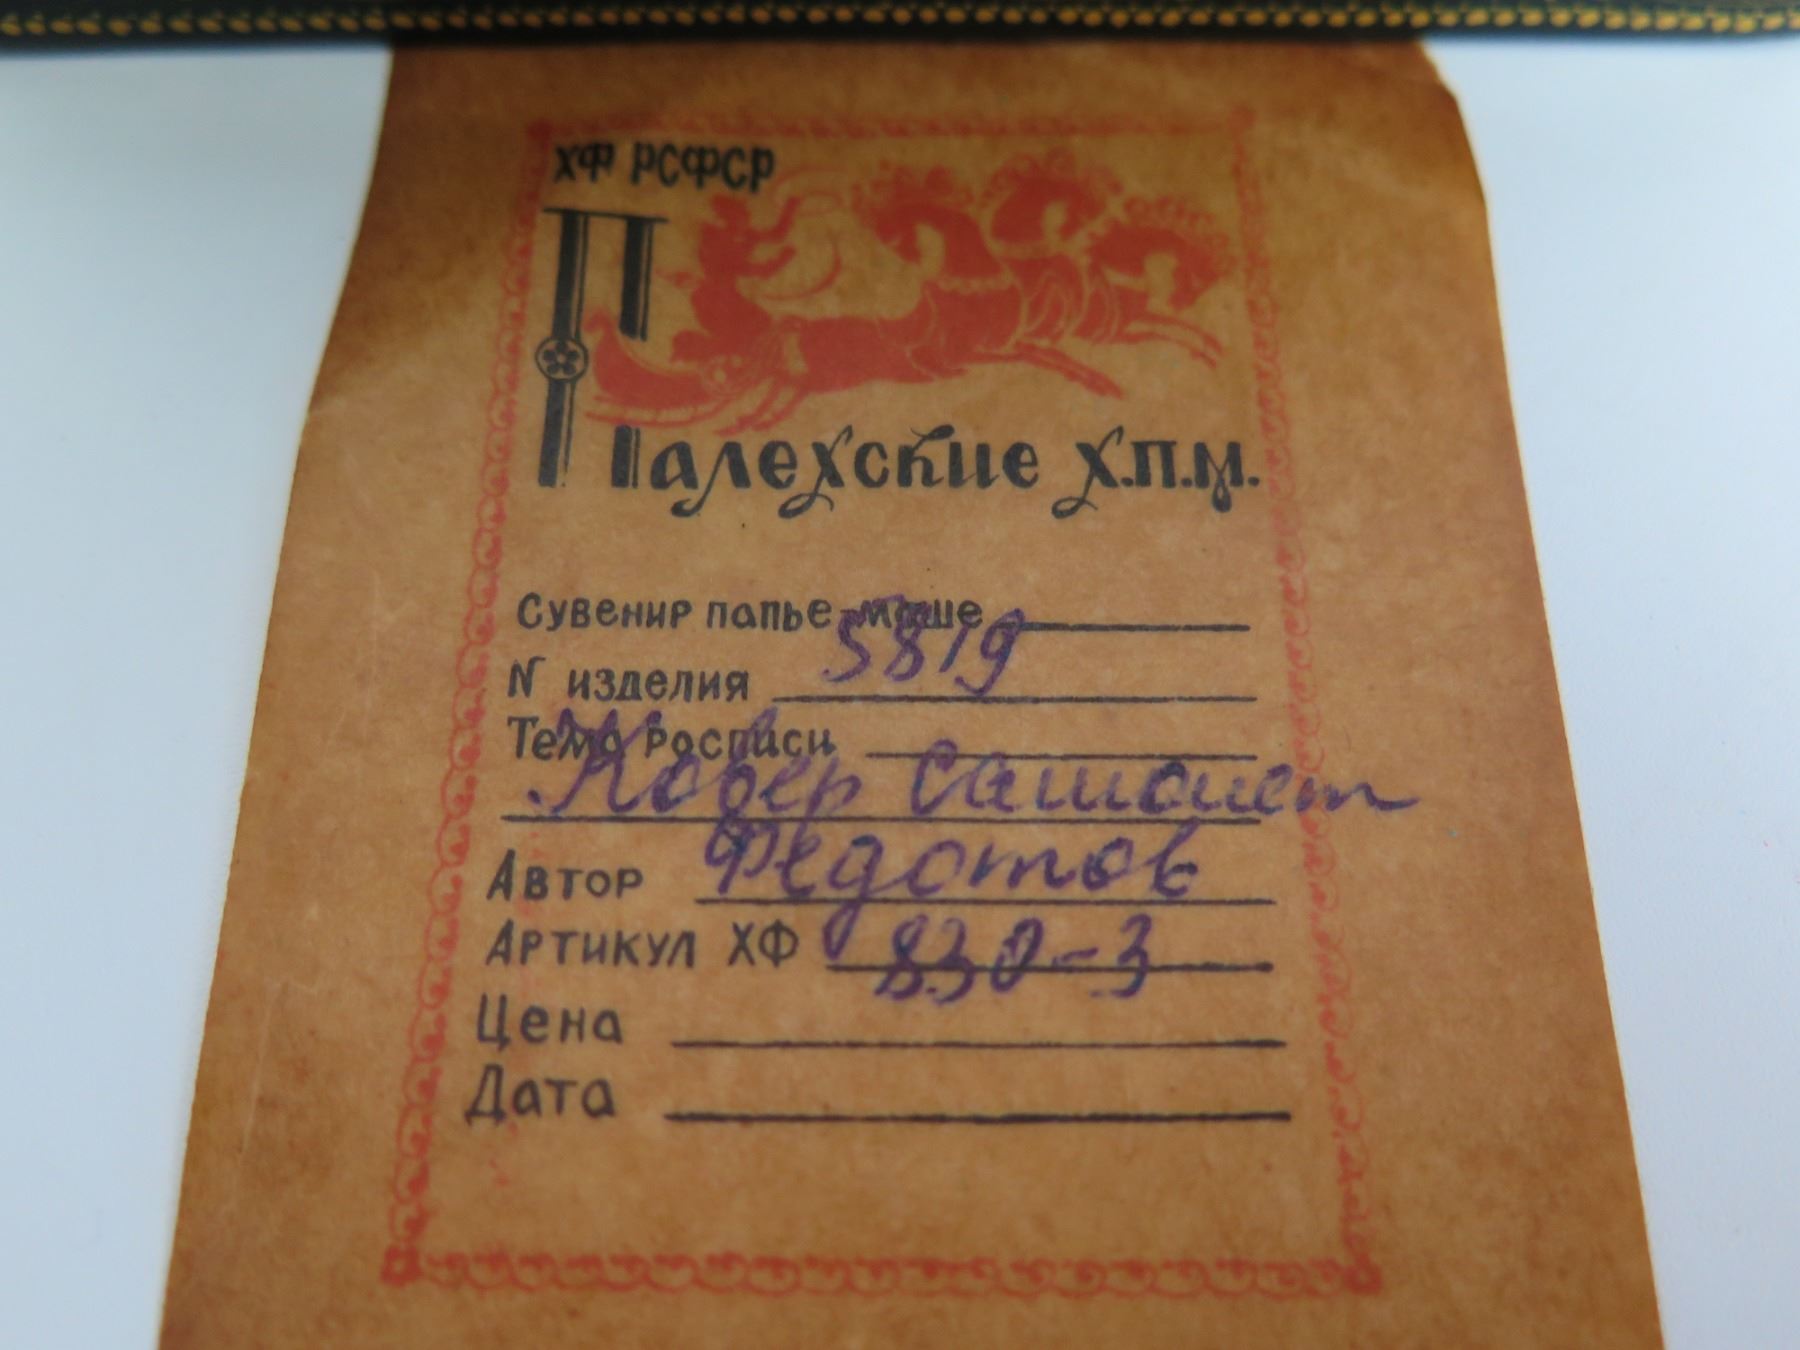 ХФ РСФСР
Палехские Х.П.М.
Сувенир папье-маше
N изделия 5819
Тема росписи
Ковер самолет
Автор Федотов
Артикул ХФ 830-3
Цена
Дата